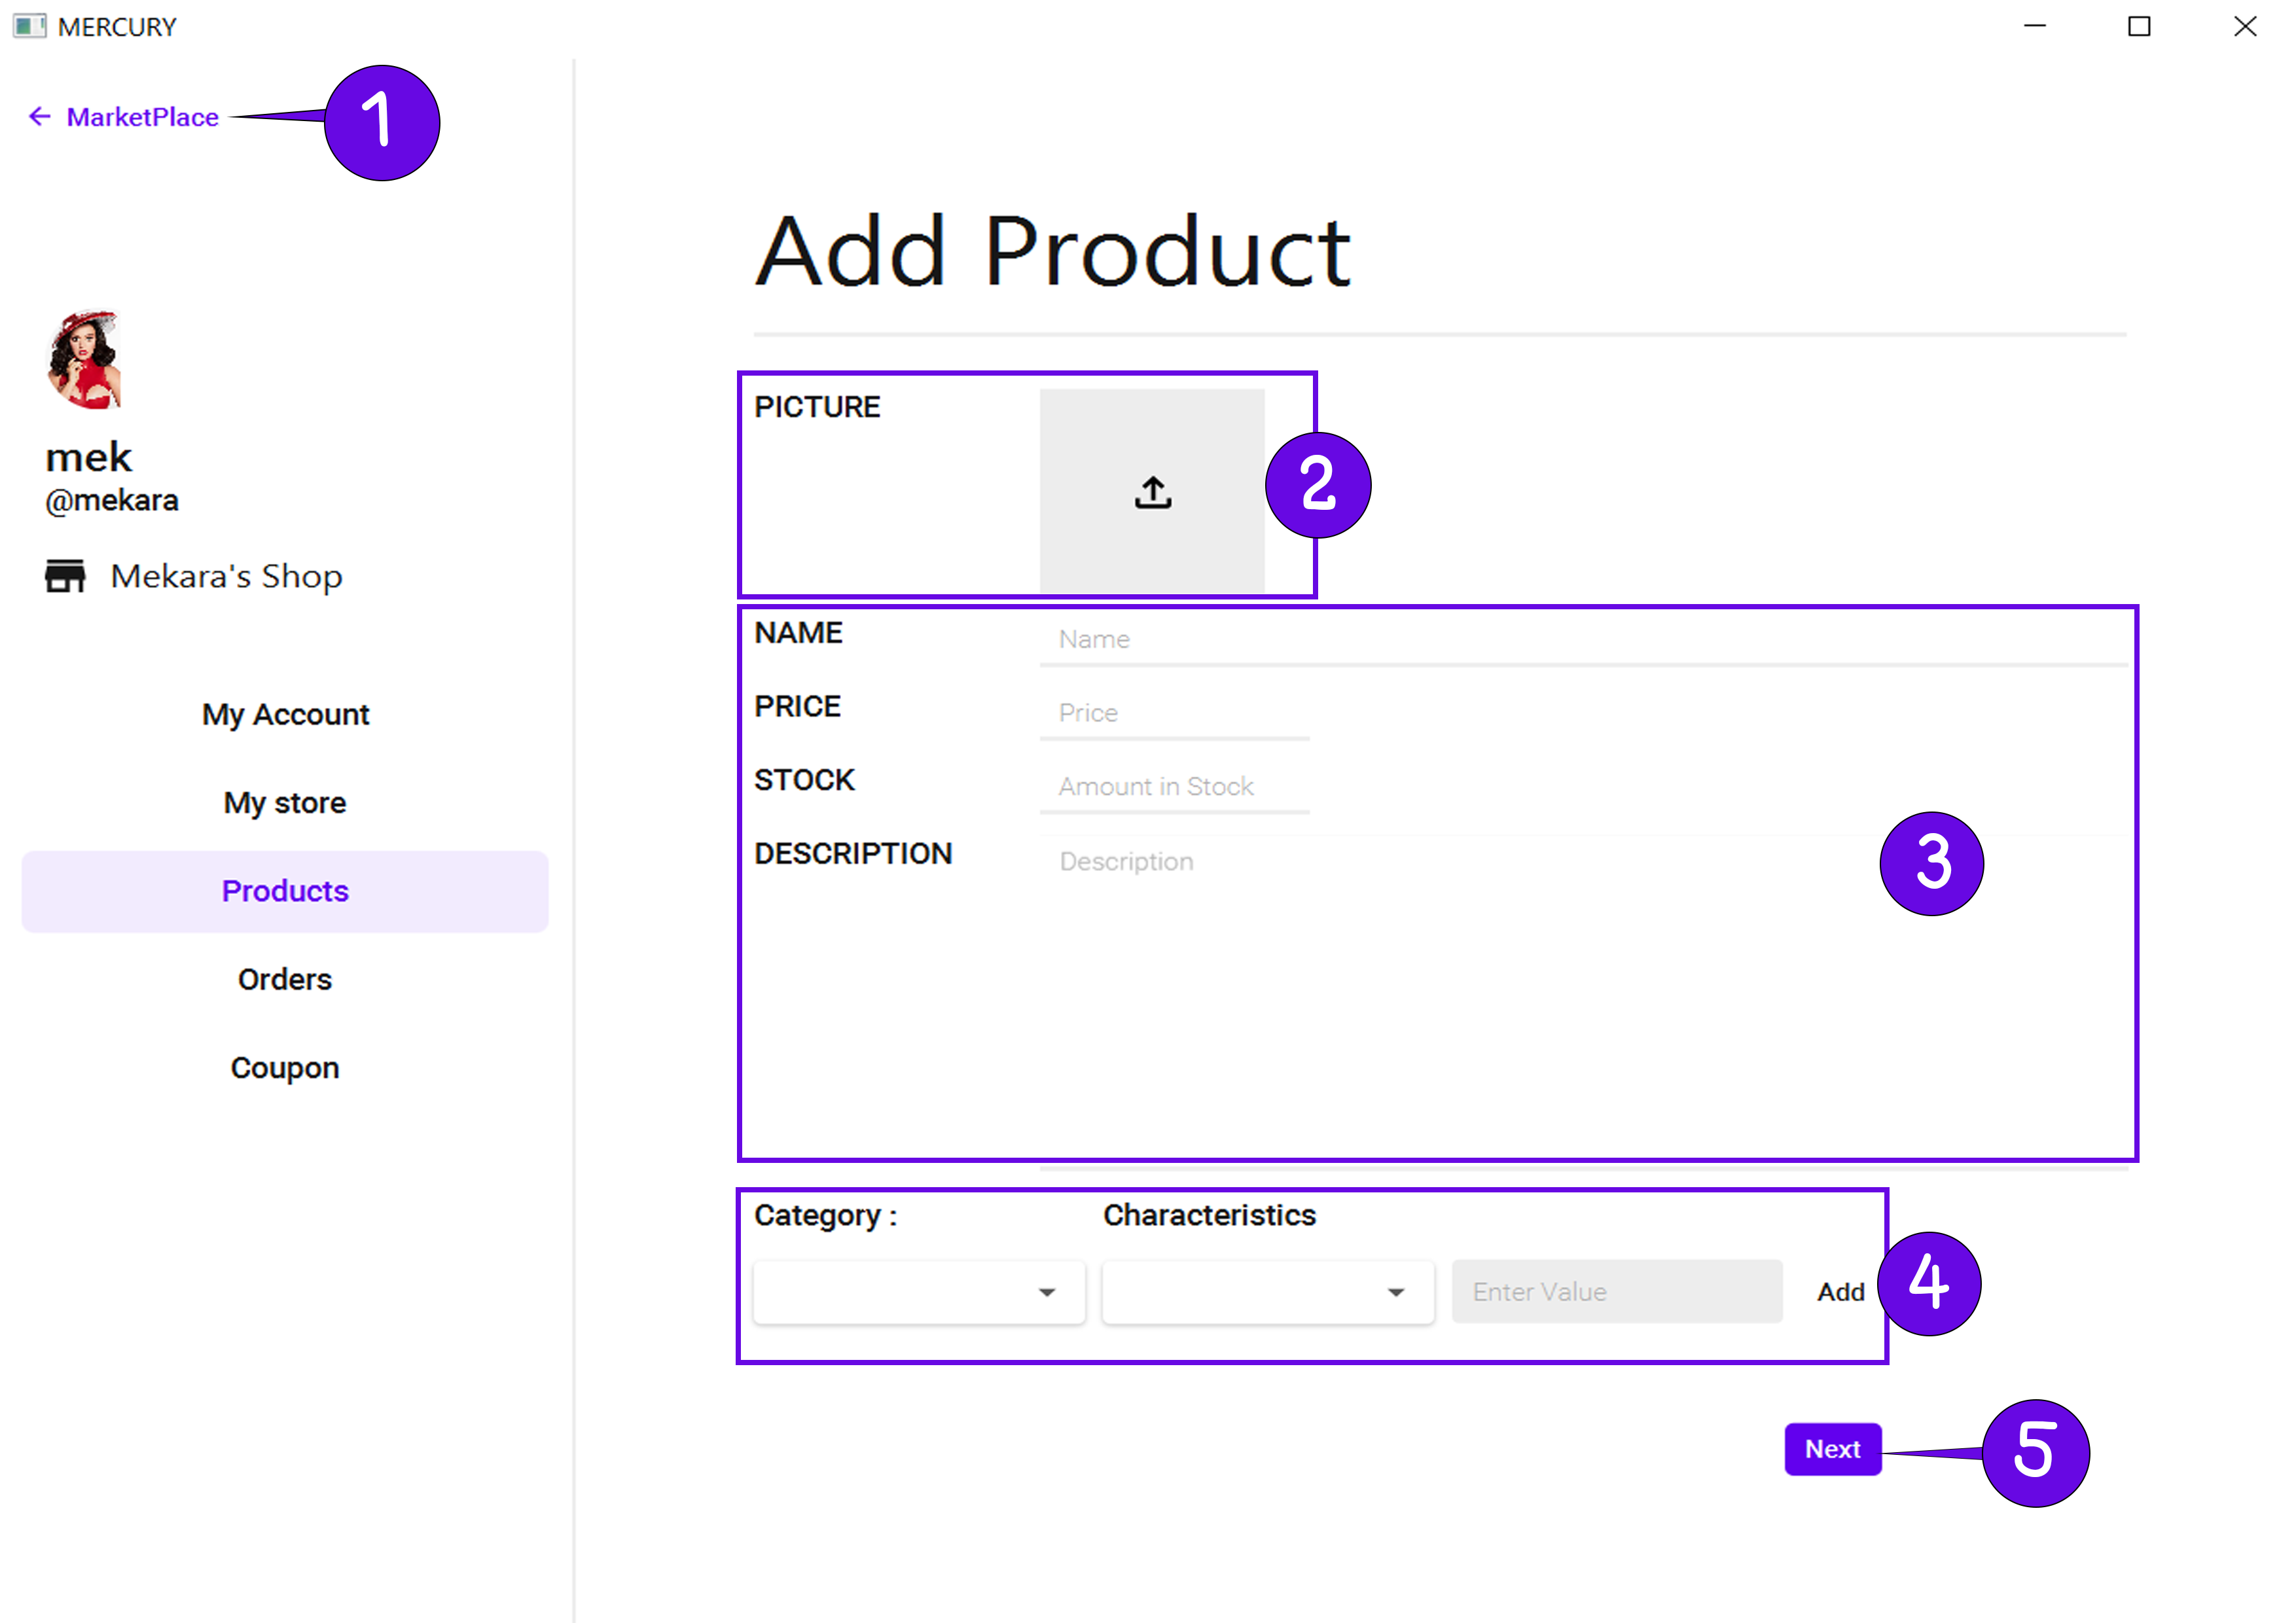 MERCURY
MarketPlace
1
mek
@mekara
Mekara's Shop
My Account
My store
Products
Orders
Coupon
Add Product
PICTURE
2
NAME
Name
PRICE
Price
STOCK
Amount in Stock
DESCRIPTION
Description
3
Category :
Characteristics
Enter Value
Add
4
Next
5